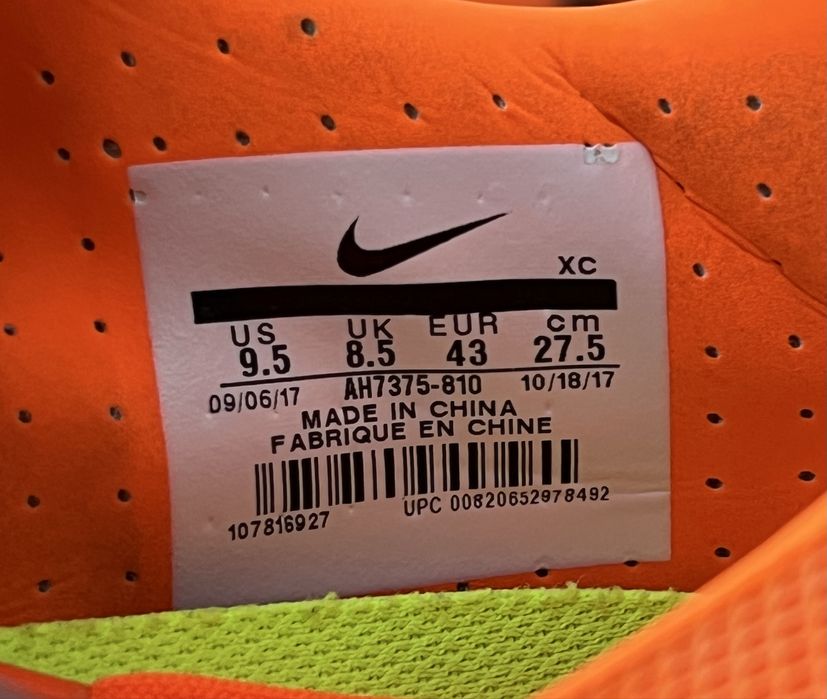 XC
US UK EUR cm
9.5 8.5 43 27.5
09/06/17 AH7375-810 10/18/17
MADE IN CHINA
FABRIQUE EN CHINE
107816927 UPC 00820652978492